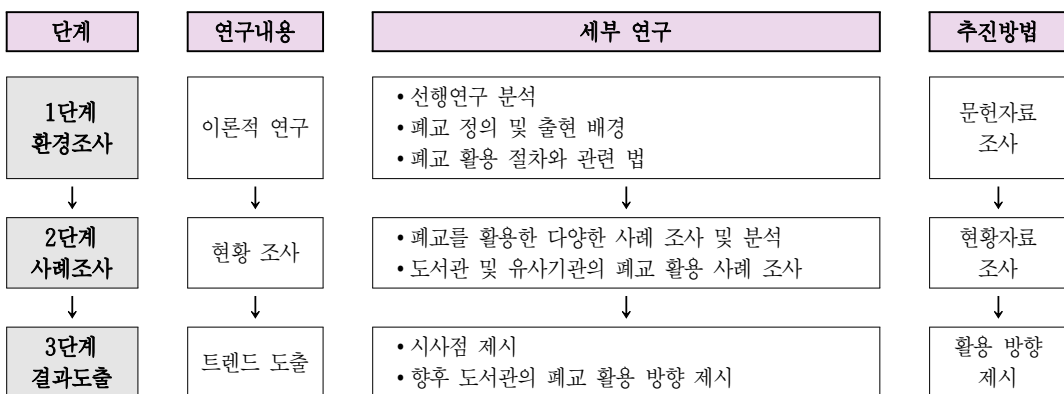 단계 연구내용 세부 연구 추진방법
1단계
환경조사
이론적 연구
• 선행연구 분석
• 폐교 정의 및 출현 배경
• 폐교 활용 절차와 관련 법
문헌자료
조사
↓ ↓ ↓ ↓
2단계
사례조사
현황 조사
• 폐교를 활용한 다양한 사례 조사 및 분석
• 도서관 및 유사기관의 폐교 활용 사례 조사
현황자료
조사
↓ ↓ ↓ ↓
3단계
결과도출
트렌드 도출
• 시사점 제시
• 향후 도서관의 폐교 활용 방향 제시
활용 방향
제시